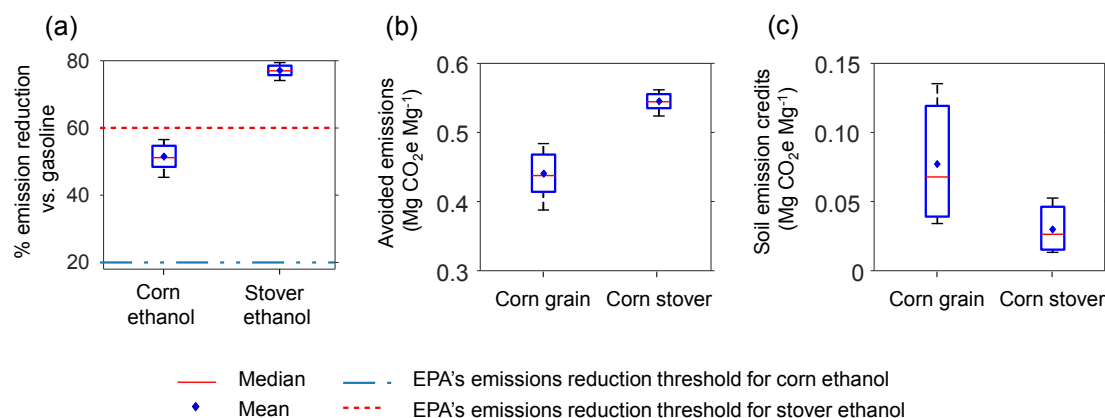 (a)
% emission reduction
vs. gasoline
80
60
40
20
Corn
ethanol
Stover
ethanol
(b)
Avoided emissions
(Mg CO₂e Mg⁻¹)
0.6
0.5
0.4
0.3
Corn grain
Corn stover
(c)
Soil emission credits
(Mg CO₂e Mg⁻¹)
0.15
0.10
0.05
0
Corn grain
Corn stover
Median
EPA's emissions reduction threshold for corn ethanol
Mean
EPA's emissions reduction threshold for stover ethanol